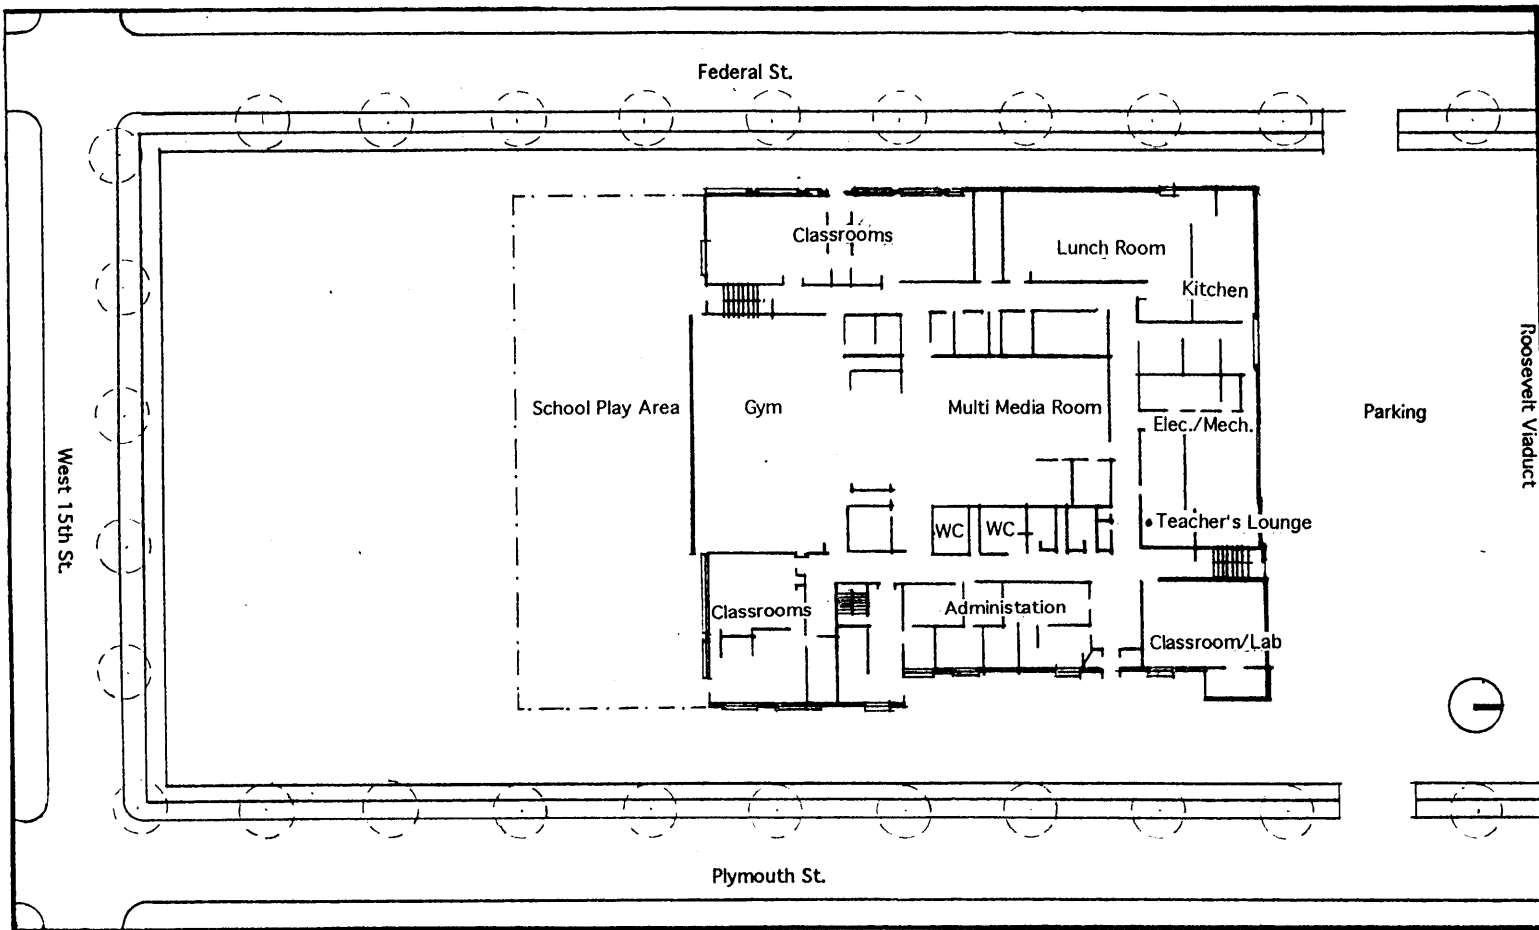 Federal St.
Classrooms
Lunch Room
Kitchen
School Play Area
Gym
Multi Media Room
Elec./Mech.
Parking
Roosevelt Viaduct
West 15th St.
WC
WC
Teacher's Lounge
Classrooms
Administation
Classroom/Lab
Plymouth St.